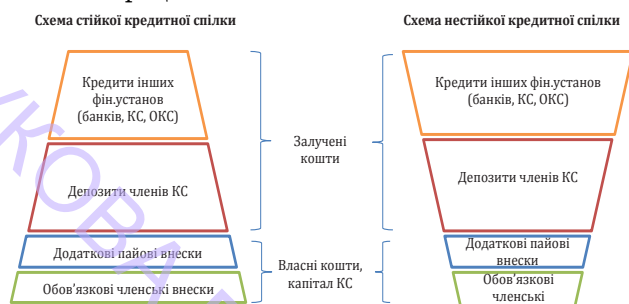 Схема стійкої кредитної спілки
Схема нестійкої кредитної спілки
Кредити інших
фін.установ
(банків, КС, ОКС)
Депозити членів КС
Додаткові пайові внески
Обов’язкові членські внески
Залучені
кошти
Власні кошти,
капітал КС
Кредити інших фін.установ
(банків, КС, ОКС)
Депозити членів КС
Додаткові пайові
внески
Обов’язкові
членські